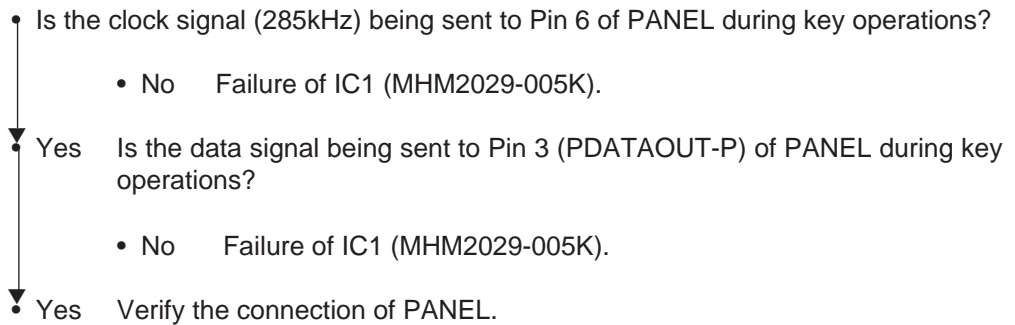 • Is the clock signal (285kHz) being sent to Pin 6 of PANEL during key operations?
• No Failure of IC1 (MHM2029-005K).
• Yes Is the data signal being sent to Pin 3 (PDATAOUT-P) of PANEL during key
operations?
• No Failure of IC1 (MHM2029-005K).
• Yes Verify the connection of PANEL.